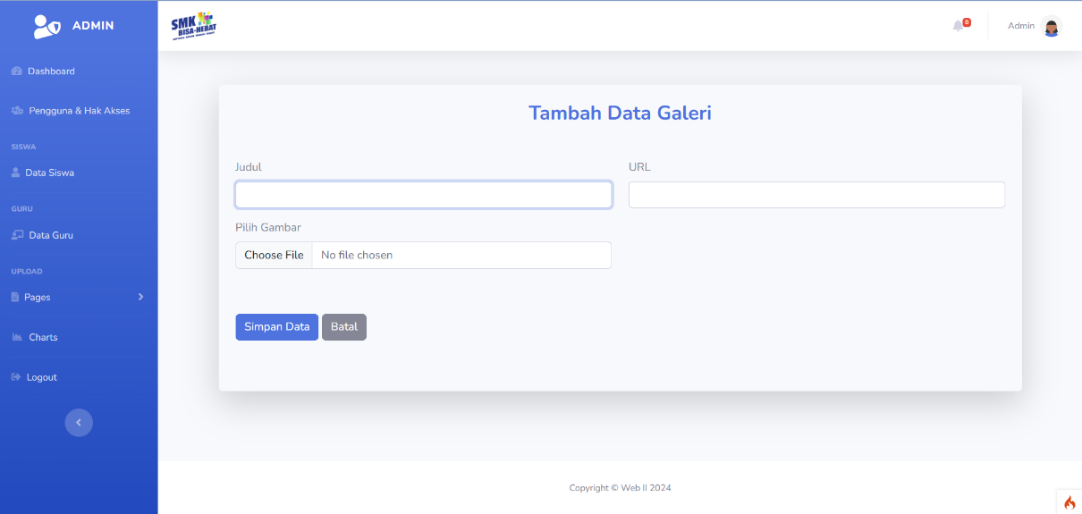 ADMIN
SMK
BISA-HEBAT
Admin
Dashboard
Pengguna & Hak Akses
SISWA
Data Siswa
GURU
Data Guru
UPLOAD
Pages
Charts
Logout
Tambah Data Galeri
Judul
URL
Pilih Gambar
Choose File No file chosen
Simpan Data Batal
Copyright © Web II 2024